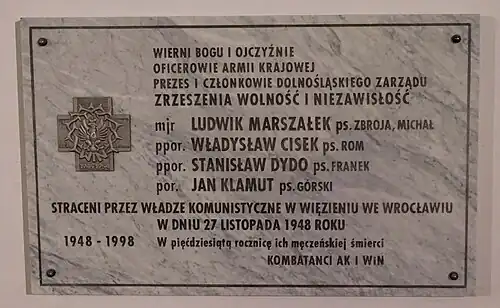 WIERNI BOGU I OJCZYŹNIE
OFICEROWIE ARMII KRAJOWEJ
PREZES I CZŁONKOWIE DOLNOŚLĄSKIEGO ZARZĄDU
ZRZESZENIA WOLNOŚĆ I NIEZAWISŁOŚĆ
mjr LUDWIK MARSZAŁEK ps. ZBROJA, MICHAŁ
ppor. WŁADYSŁAW CISEK ps. ROM
ppor. STANISŁAW DYDO ps. FRANEK
por. JAN KLAMUT ps. GÓRSKI
STRACENI PRZEZ WŁADZE KOMUNISTYCZNE W WIĘZIENIU WE WROCŁAWIU
W DNIU 27 LISTOPADA 1948 ROKU
1948 - 1998 W pięćdziesiątą rocznicę ich męczeńskiej śmierci
KOMBATANCI AK I WiN